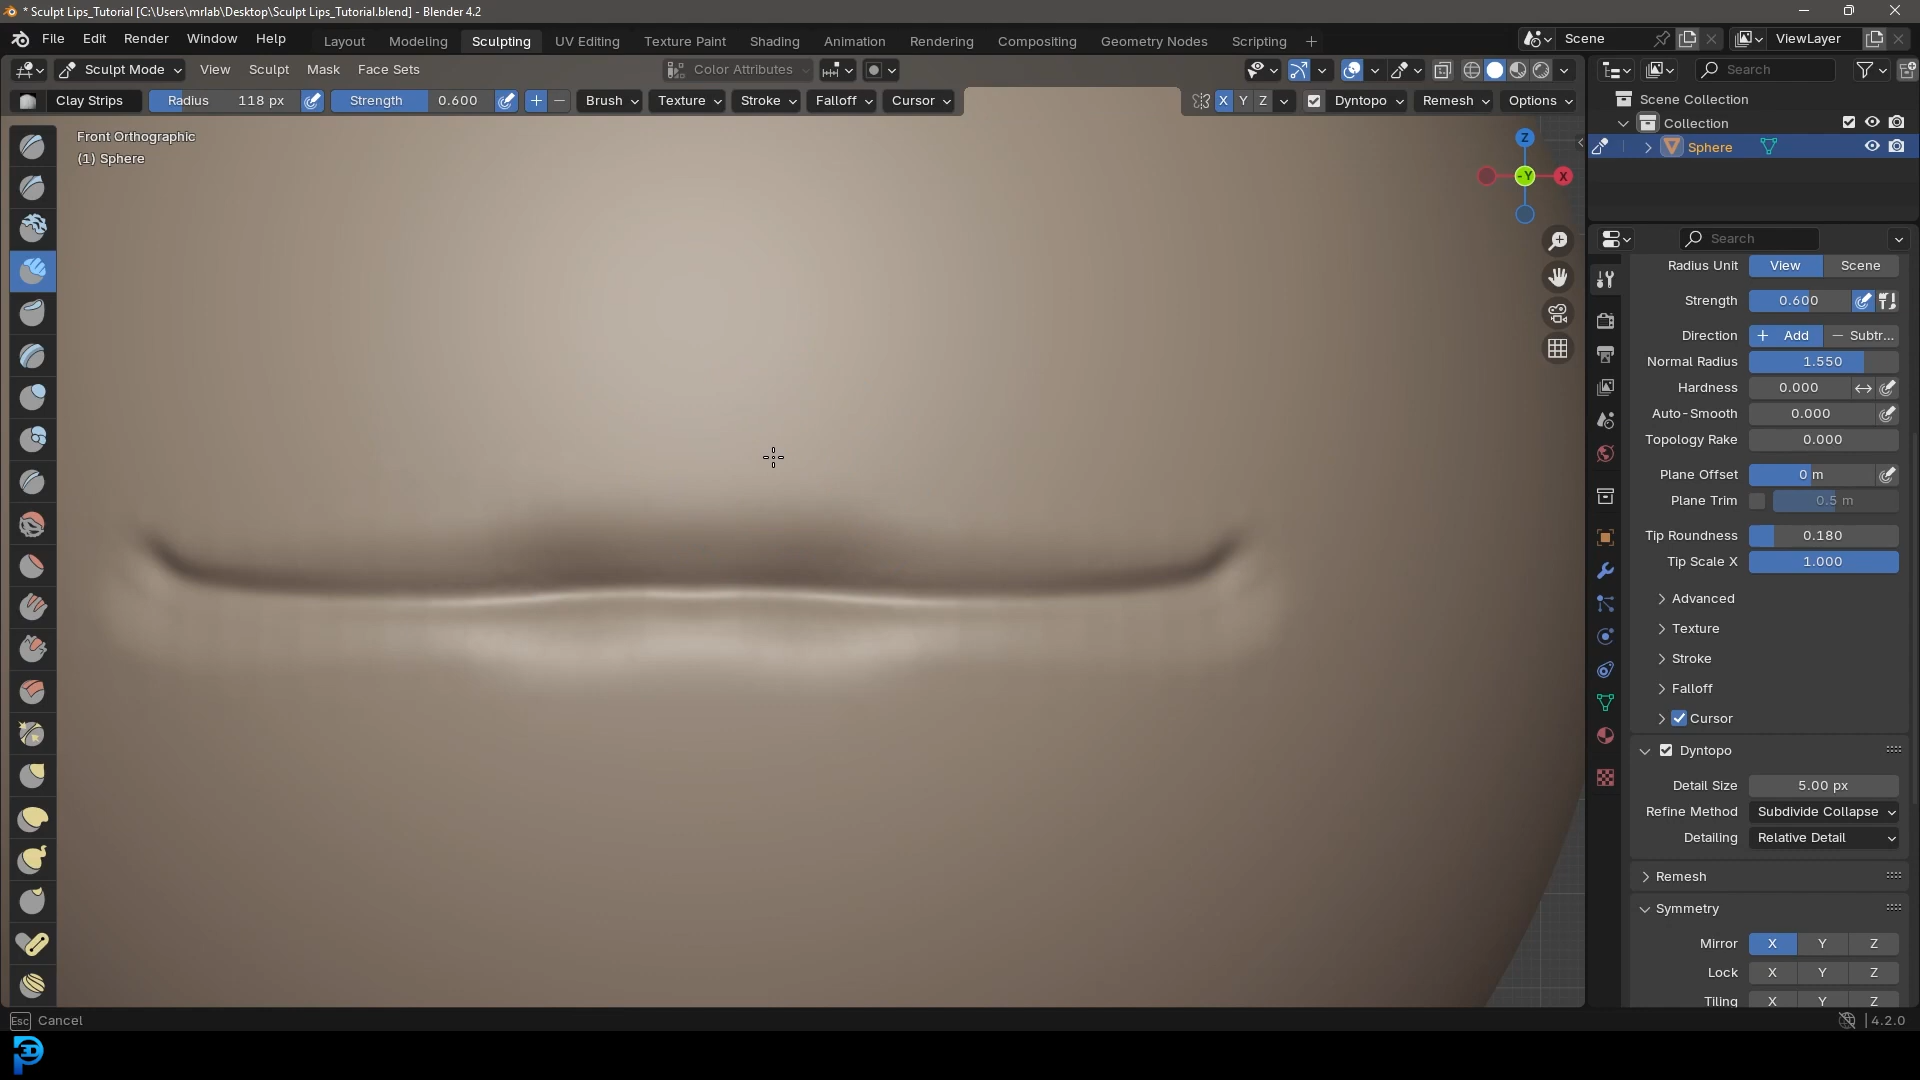 * Sculpt Lips_Tutorial [C:\Users\mrlab\Desktop\Sculpt Lips_Tutorial.blend] - Blender 4.2
File Edit Render Window Help Layout Modeling Sculpting UV Editing Texture Paint Shading Animation Rendering Compositing Geometry Nodes Scripting + Scene ViewLayer
Sculpt Mode View Sculpt Mask Face Sets Color Attributes Search
Clay Strips Radius 118 px Strength 0.600 Brush Texture Stroke Falloff Cursor X Y Z Dyntopo Remesh Options Scene Collection
Collection
Front Orthographic
(1) Sphere
Z
-Y X
Sphere
Search
Radius Unit View Scene
Strength 0.600
Direction + Add − Subtr...
Normal Radius 1.550
Hardness 0.000
Auto-Smooth 0.000
Topology Rake 0.000
Plane Offset 0 m
Plane Trim 0.5 m
Tip Roundness 0.180
Tip Scale X 1.000
Advanced
Texture
Stroke
Falloff
Cursor
Dyntopo
Detail Size 5.00 px
Refine Method Subdivide Collapse
Detailing Relative Detail
Remesh
Symmetry
Mirror X Y Z
Lock X Y Z
Tiling X Y Z
Esc Cancel 4.2.0
3D